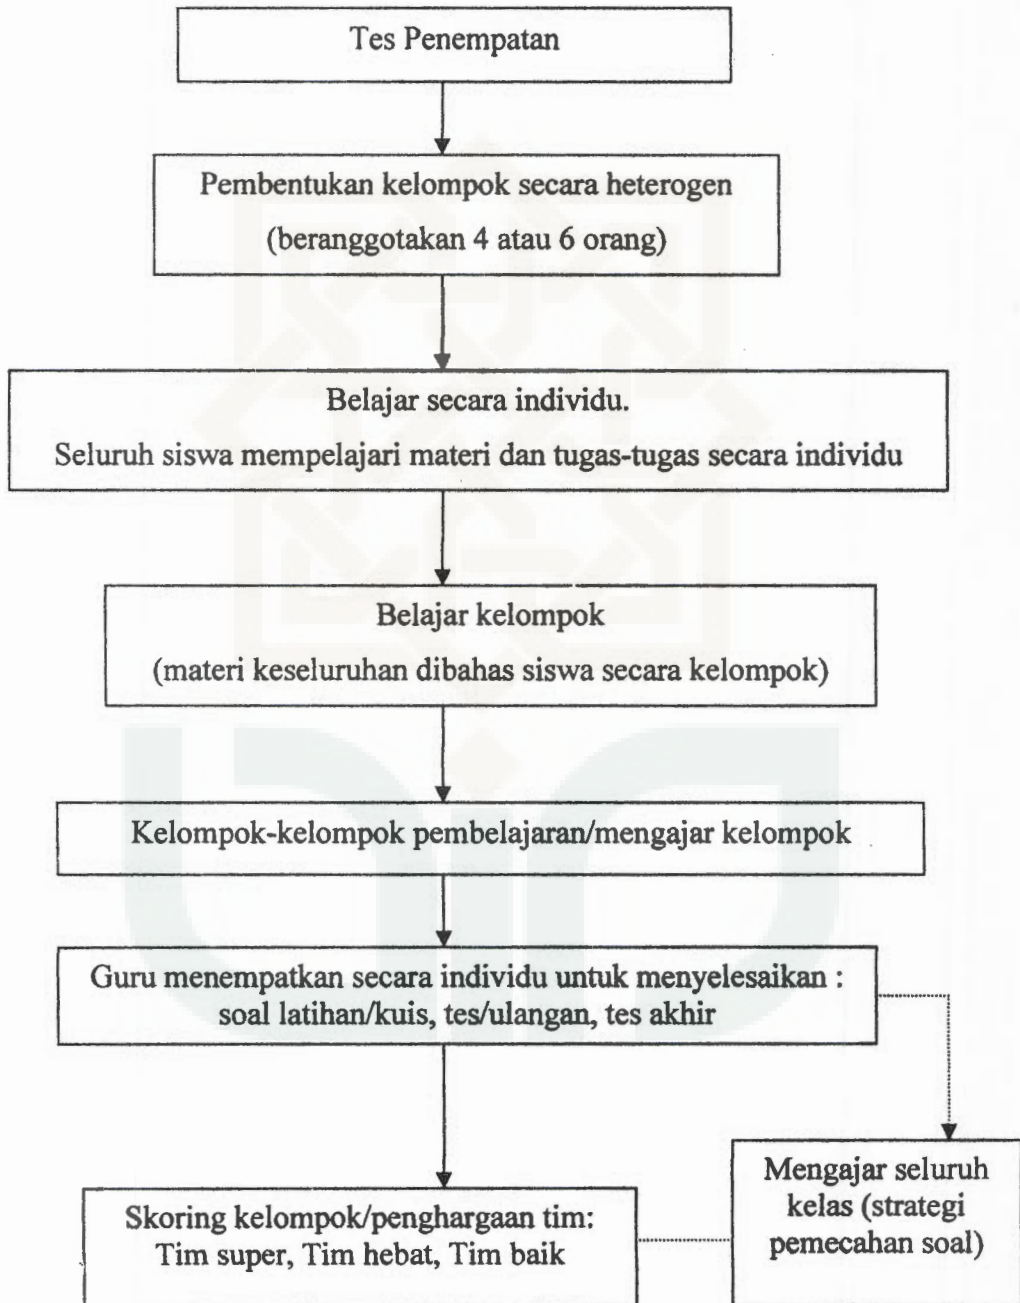 Tes Penempatan
Pembentukan kelompok secara heterogen
(beranggotakan 4 atau 6 orang)
Belajar secara individu.
Seluruh siswa mempelajari materi dan tugas-tugas secara individu
Belajar kelompok
(materi keseluruhan dibahas siswa secara kelompok)
Kelompok-kelompok pembelajaran/mengajar kelompok
Guru menempatkan secara individu untuk menyelesaikan :
soal latihan/kuis, tes/ulangan, tes akhir
Skoring kelompok/penghargaan tim:
Tim super, Tim hebat, Tim baik
Mengajar seluruh
kelas (strategi
pemecahan soal)